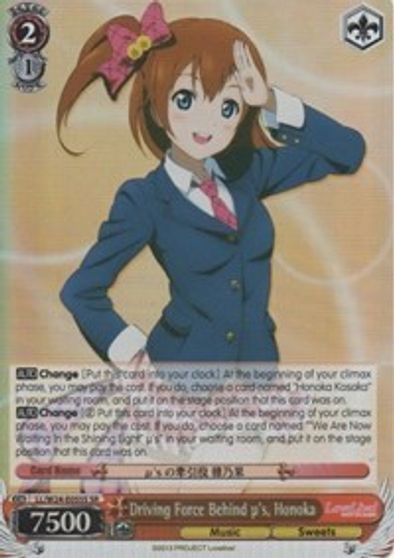 2
1
AUTO Change [Put this card into your clock] At the beginning of your climax
phase, you may pay the cost. If you do, choose a card named "Honoka Kosaka"
in your waiting room, and put it on the stage position that this card was on.
AUTO Change [②] Put this card into your clock] At the beginning of your climax
phase, you may pay the cost. If you do, choose a card named "“We Are Now
Waiting In the Shining Light” μ's" in your waiting room, and put it
on the stage position that this card was on.
Card Name μ'sの牽引役 穂乃果
LL/W24-E055S SR
Driving Force Behind μ's, Honoka
7500
Music Sweets
©2013 PROJECT Lovelive!